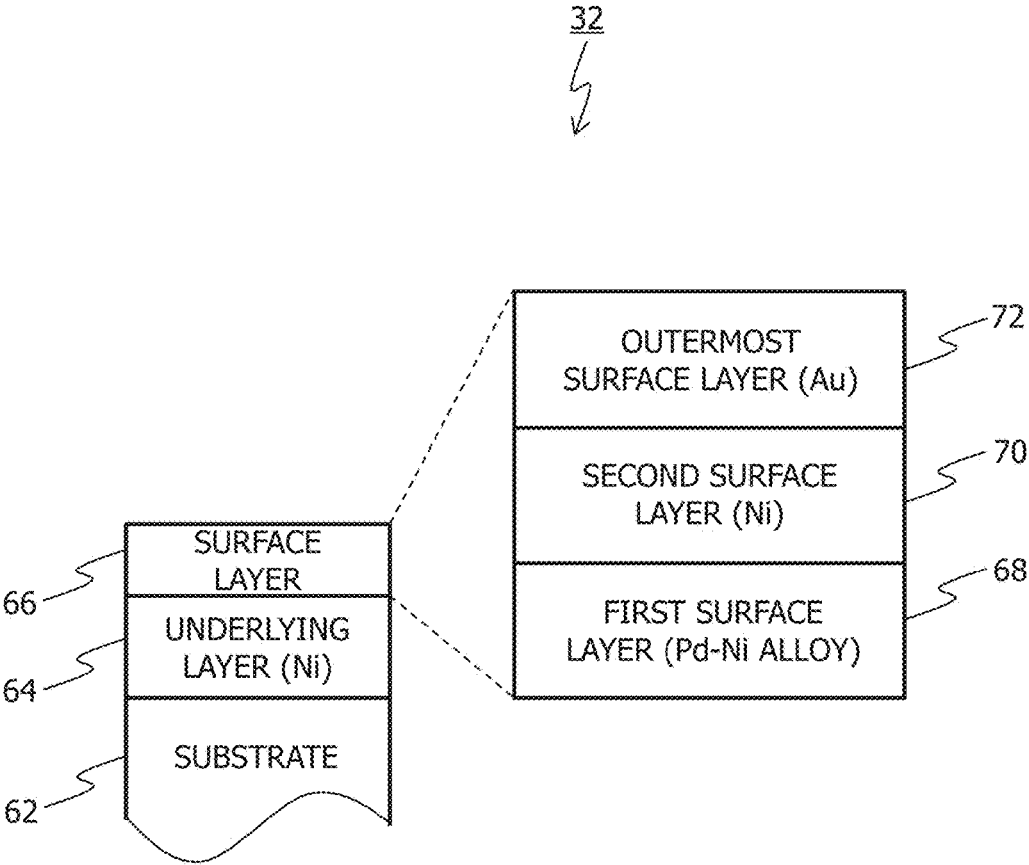 32
OUTERMOST
SURFACE LAYER (Au)
72
SECOND SURFACE
LAYER (Ni)
70
FIRST SURFACE
LAYER (Pd-Ni ALLOY)
68
SURFACE
LAYER
66
UNDERLYING
LAYER (Ni)
64
SUBSTRATE
62